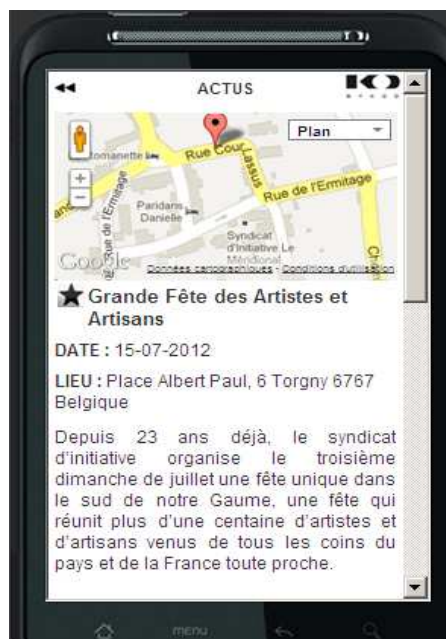 ACTUS
Plan
Rue Cour Lassus
Rue de l'Ermitage
Rue de l'Ermitage
Paridans
Danielle
Syndicat
d'Initiative Le
Méridional
Google
Données cartographiques - Conditions d'utilisation
Grande Fête des Artistes et
Artisans
DATE : 15-07-2012
LIEU : Place Albert Paul, 6 Torgny 6767
Belgique
Depuis 23 ans déjà, le syndicat
d'initiative organise le troisième
dimanche de juillet une fête unique dans
le sud de notre Gaume, une fête qui
réunit plus d'une centaine d'artistes et
d'artisans venus de tous les coins du
pays et de la France toute proche.
menu